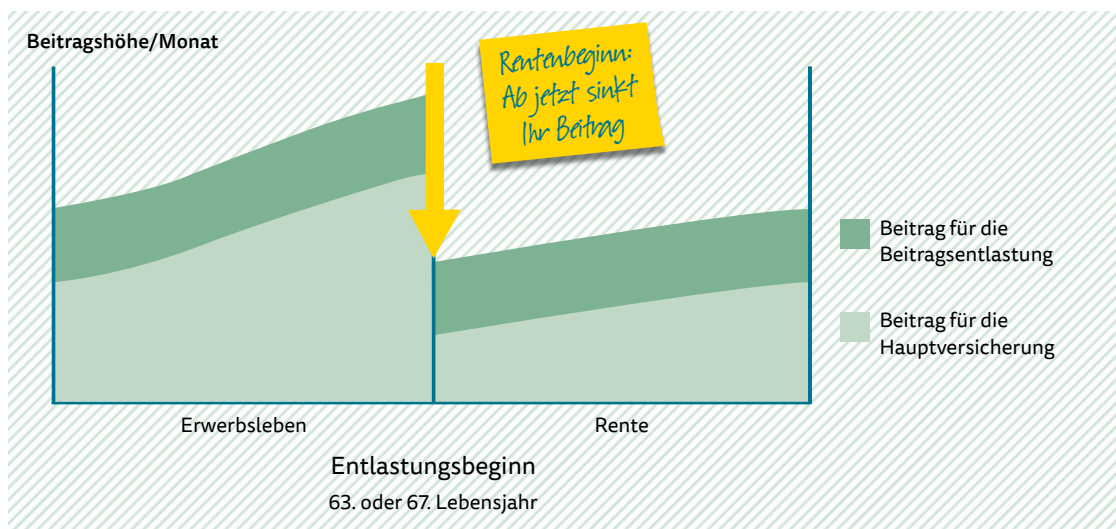 Beitragshöhe/Monat
Rentenbeginn:
Ab jetzt sinkt
Ihr Beitrag
Beitrag für die
Beitragsentlastung
Beitrag für die
Hauptversicherung
Erwerbsleben
Rente
Entlastungsbeginn
63. oder 67. Lebensjahr